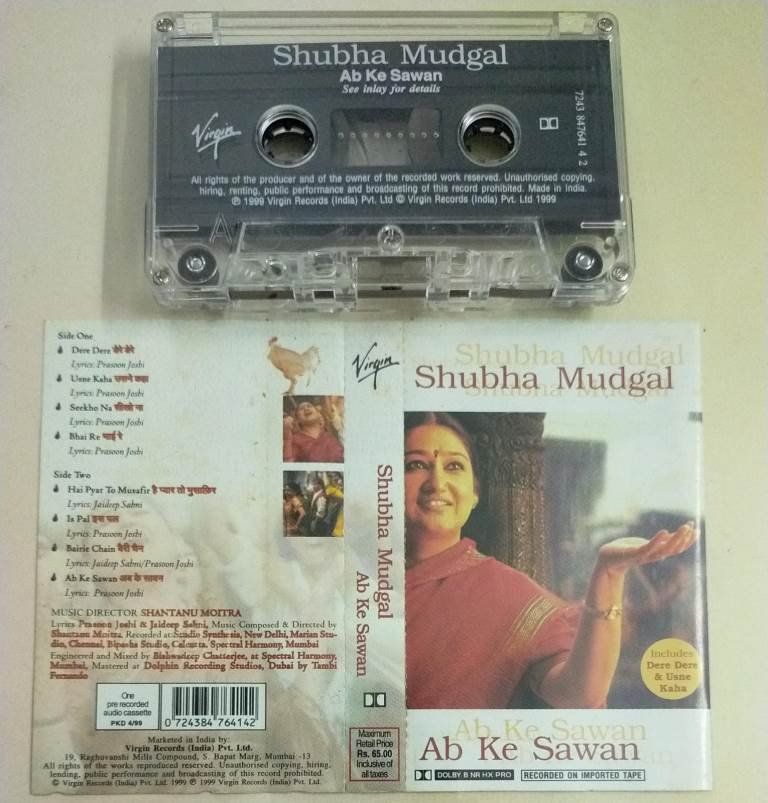 Shubha Mudgal
Ab Ke Sawan
See inlay for details
Virgin
7243 847641 4 2
All rights of the producer and of the owner of the recorded work reserved. Unauthorised copying,
hiring, renting, public performance and broadcasting of this record prohibited. Made in India.
℗ 1999 Virgin Records (India) Pvt. Ltd © Virgin Records (India) Pvt. Ltd 1999
A
Side One
Dere Dere डेरे डेरे
Lyrics: Prasoon Joshi
Usne Kaha उसने कहा
Lyrics: Prasoon Joshi
Seekho Na सीखो ना
Lyrics: Prasoon Joshi
Bhai Re भाई रे
Lyrics: Prasoon Joshi
Side Two
Hai Pyar To Musafir है प्यार तो मुसाफ़िर
Lyrics: Jaideep Sahni
Is Pal इस पल
Lyrics: Prasoon Joshi
Bairie Chain बैरी चैन
Lyrics: Jaideep Sahni/Prasoon Joshi
Ab Ke Sawan अब के सावन
Lyrics: Prasoon Joshi
MUSIC DIRECTOR SHANTANU MOITRA
Lyrics Prasoon Joshi & Jaideep Sahni, Music Composed & Directed by
Shantanu Moitra. Recorded at: Studio Synthesis, New Delhi, Marian Stu-
dio, Chennei, Bipasha Studio, Calcutta, Spectral Harmony, Mumbai
Engineered and Mixed by Bishwadeep Chatterjee, at Spectral Harmony,
Mumbai, Mastered at Dolphin Recording Studios, Dubai by Tambi
Fernando
One
pre recorded
audio cassette
PKD 4/99
0 724384 764142
Marketed in India by:
Virgin Records (India) Pvt. Ltd.
19, Raghuvanshi Mills Compound, S. Bapat Marg, Mumbai -13
All rights of the works reproduced reserved. Unauthorised copying, hiring,
lending, public performance and broadcasting of this record prohibited.
© Virgin Records (India) Pvt. Ltd. 1999 ℗ 1999 Virgin Records (India) Pvt. Ltd.
Virgin
Shubha Mudgal
Ab Ke Sawan
Maximum
Retail Price
Rs. 65.00
Inclusive of
all taxes
Shubha Mudgal
Shubha Mudgal
Shubha Mudgal
Includes
Dere Dere
& Usne
Kaha
Ab Ke Sawan
Ab Ke Sawan
DOLBY B NR HX PRO
RECORDED ON IMPORTED TAPE